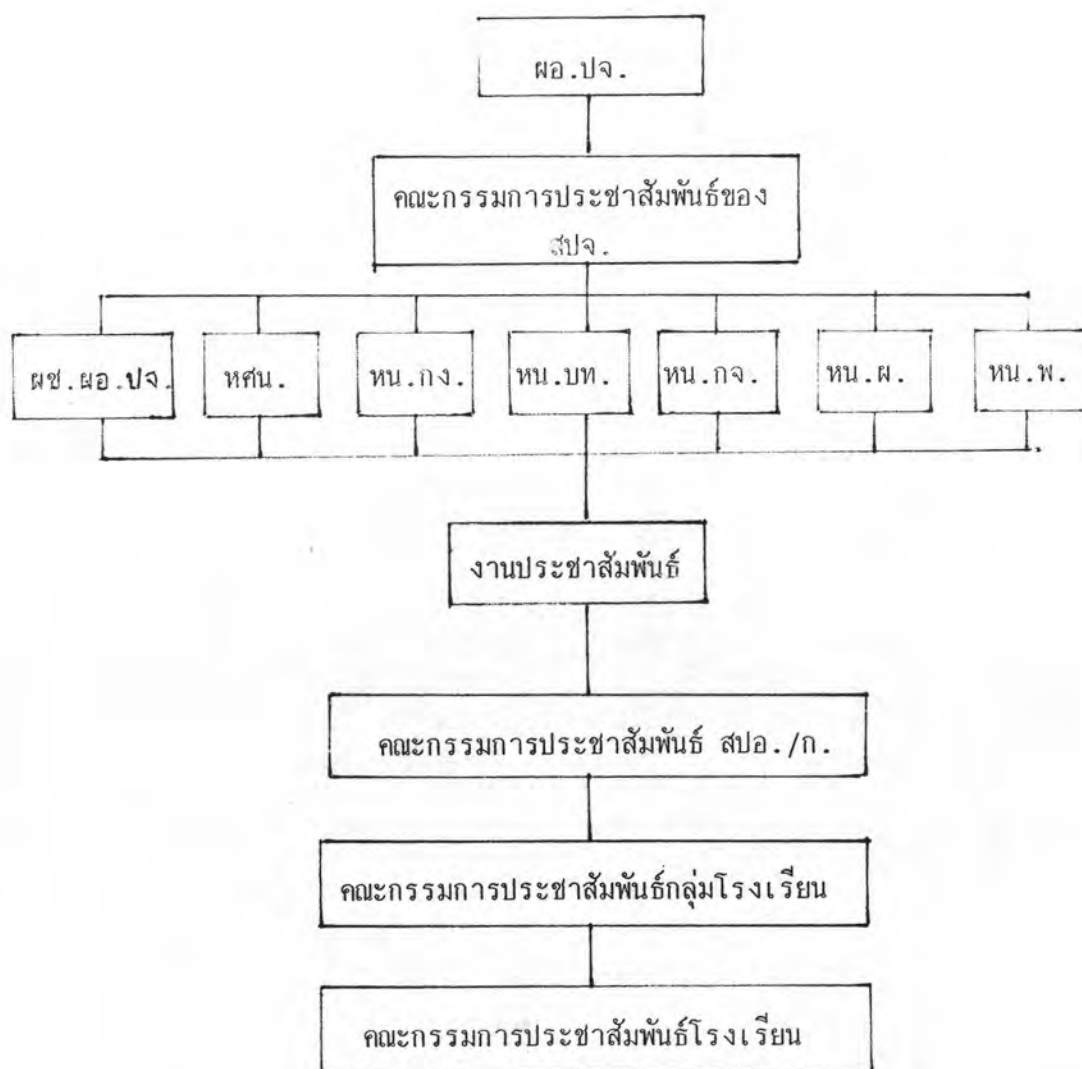 ผอ.ปจ.
คณะกรรมการประชาสัมพันธ์ของ
สปจ.
ผช.ผอ.ปจ.
หศน.
หน.กง.
หน.บท.
หน.กจ.
หน.ผ.
หน.พ.
งานประชาสัมพันธ์
คณะกรรมการประชาสัมพันธ์ สปอ./ก.
คณะกรรมการประชาสัมพันธ์กลุ่มโรงเรียน
คณะกรรมการประชาสัมพันธ์โรงเรียน